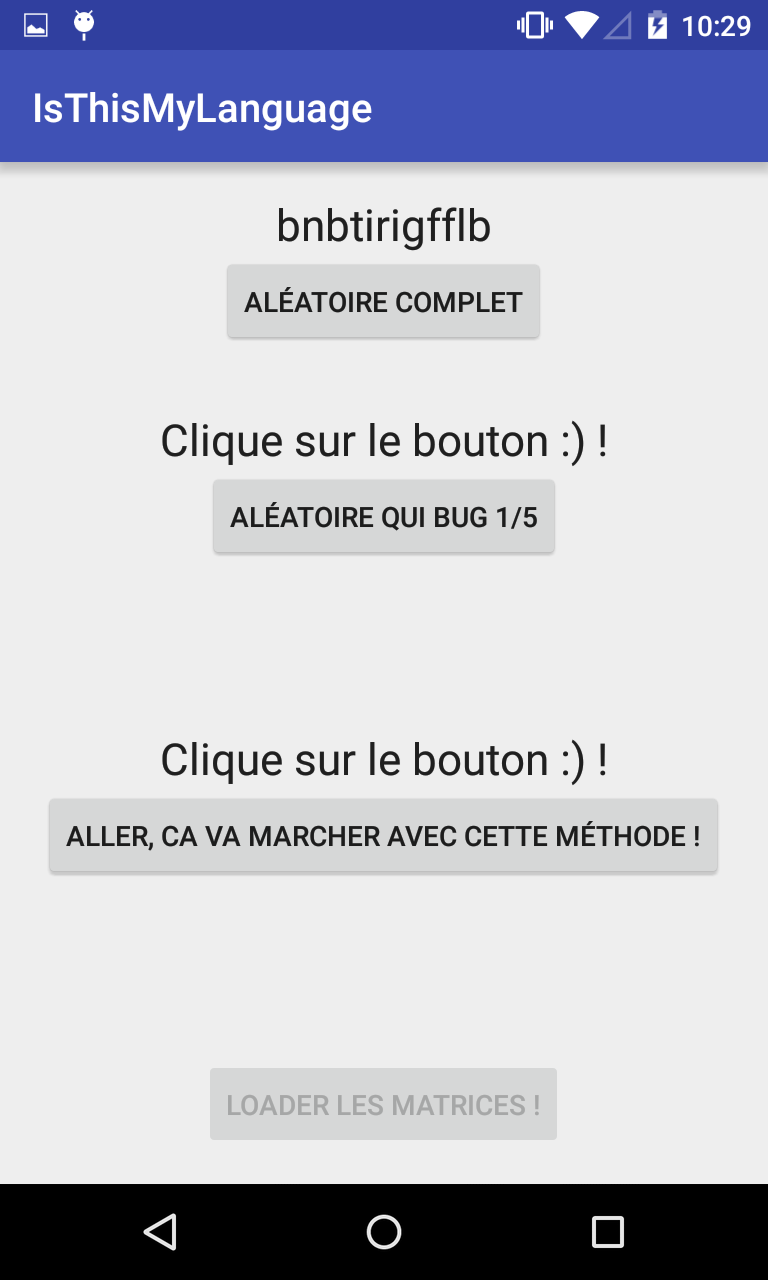 10:29
IsThisMyLanguage
bnbtirigfflb
ALÉATOIRE COMPLET
Clique sur le bouton :) !
ALÉATOIRE QUI BUG 1/5
Clique sur le bouton :) !
ALLER, CA VA MARCHER AVEC CETTE MÉTHODE !
LOADER LES MATRICES !